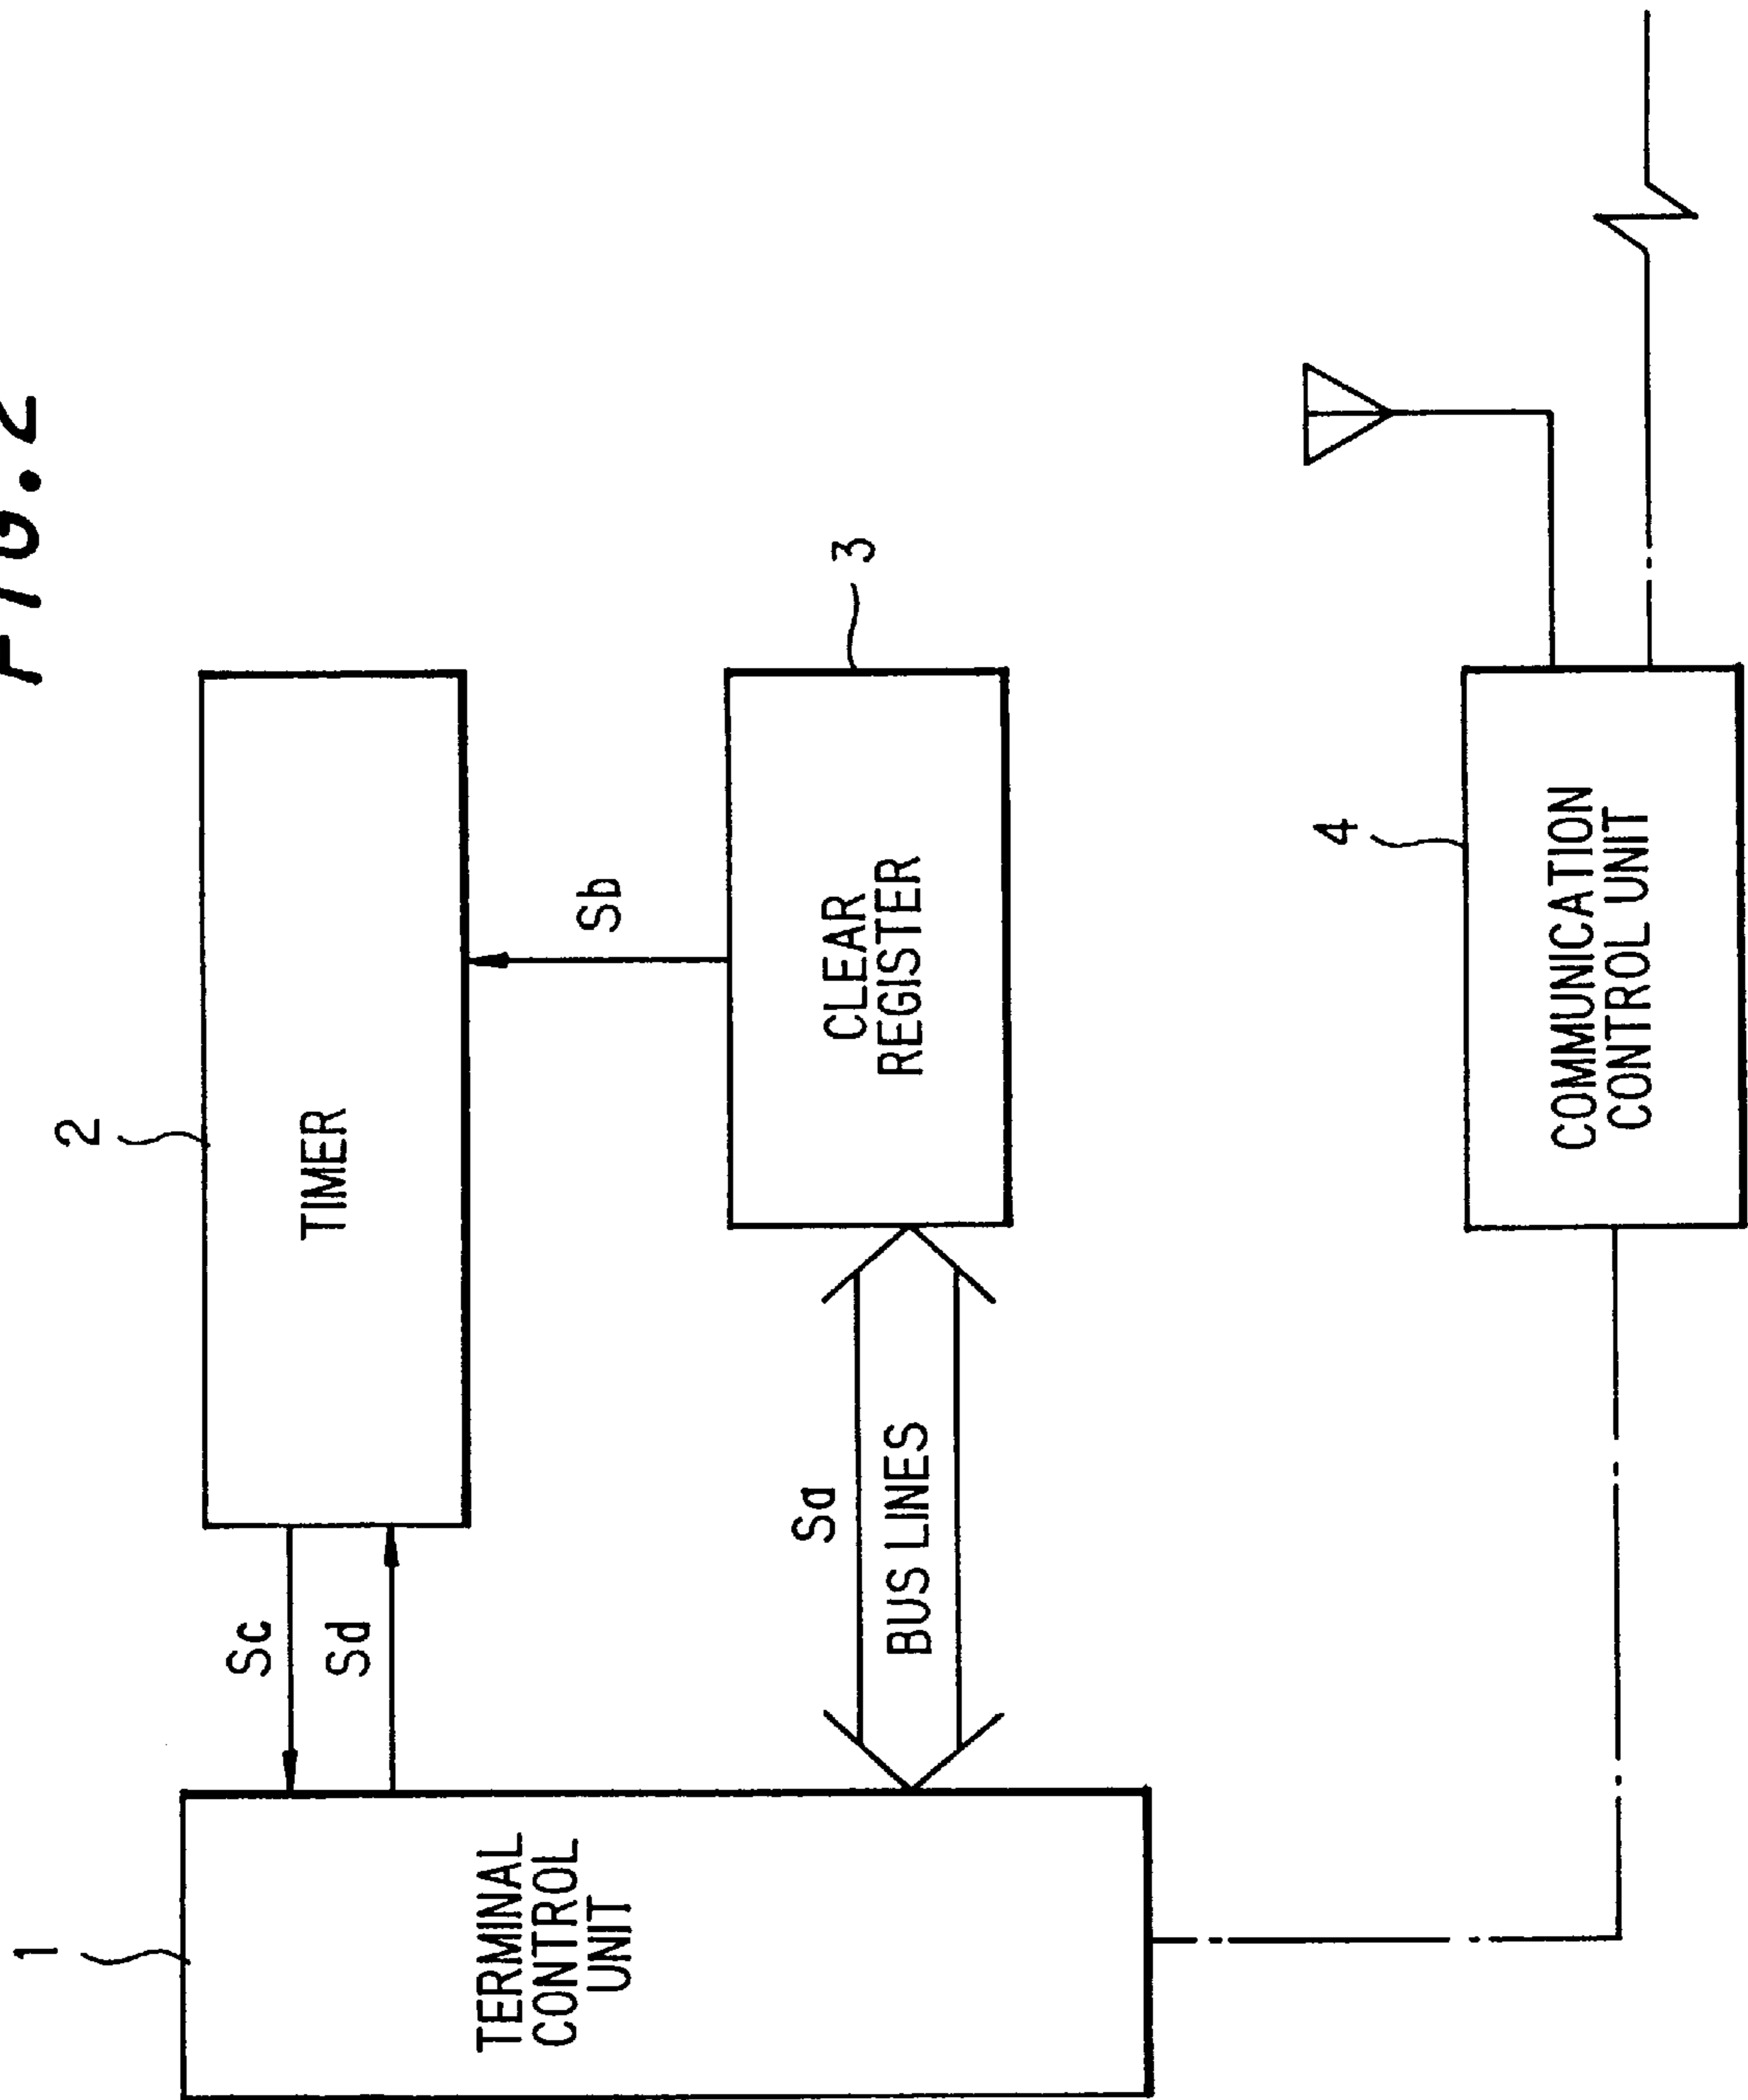 FIG. 2
1
TERMINAL
CONTROL
UNIT
Sc
Sd
2
TIMER
Sb
Sa
BUS LINES
CLEAR
REGISTER
3
4
COMMUNICATION
CONTROL UNIT